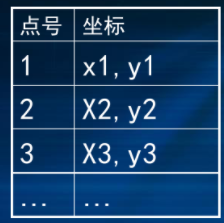 点号 坐标
1 x1, y1
2 X2, y2
3 X3, y3
... ...